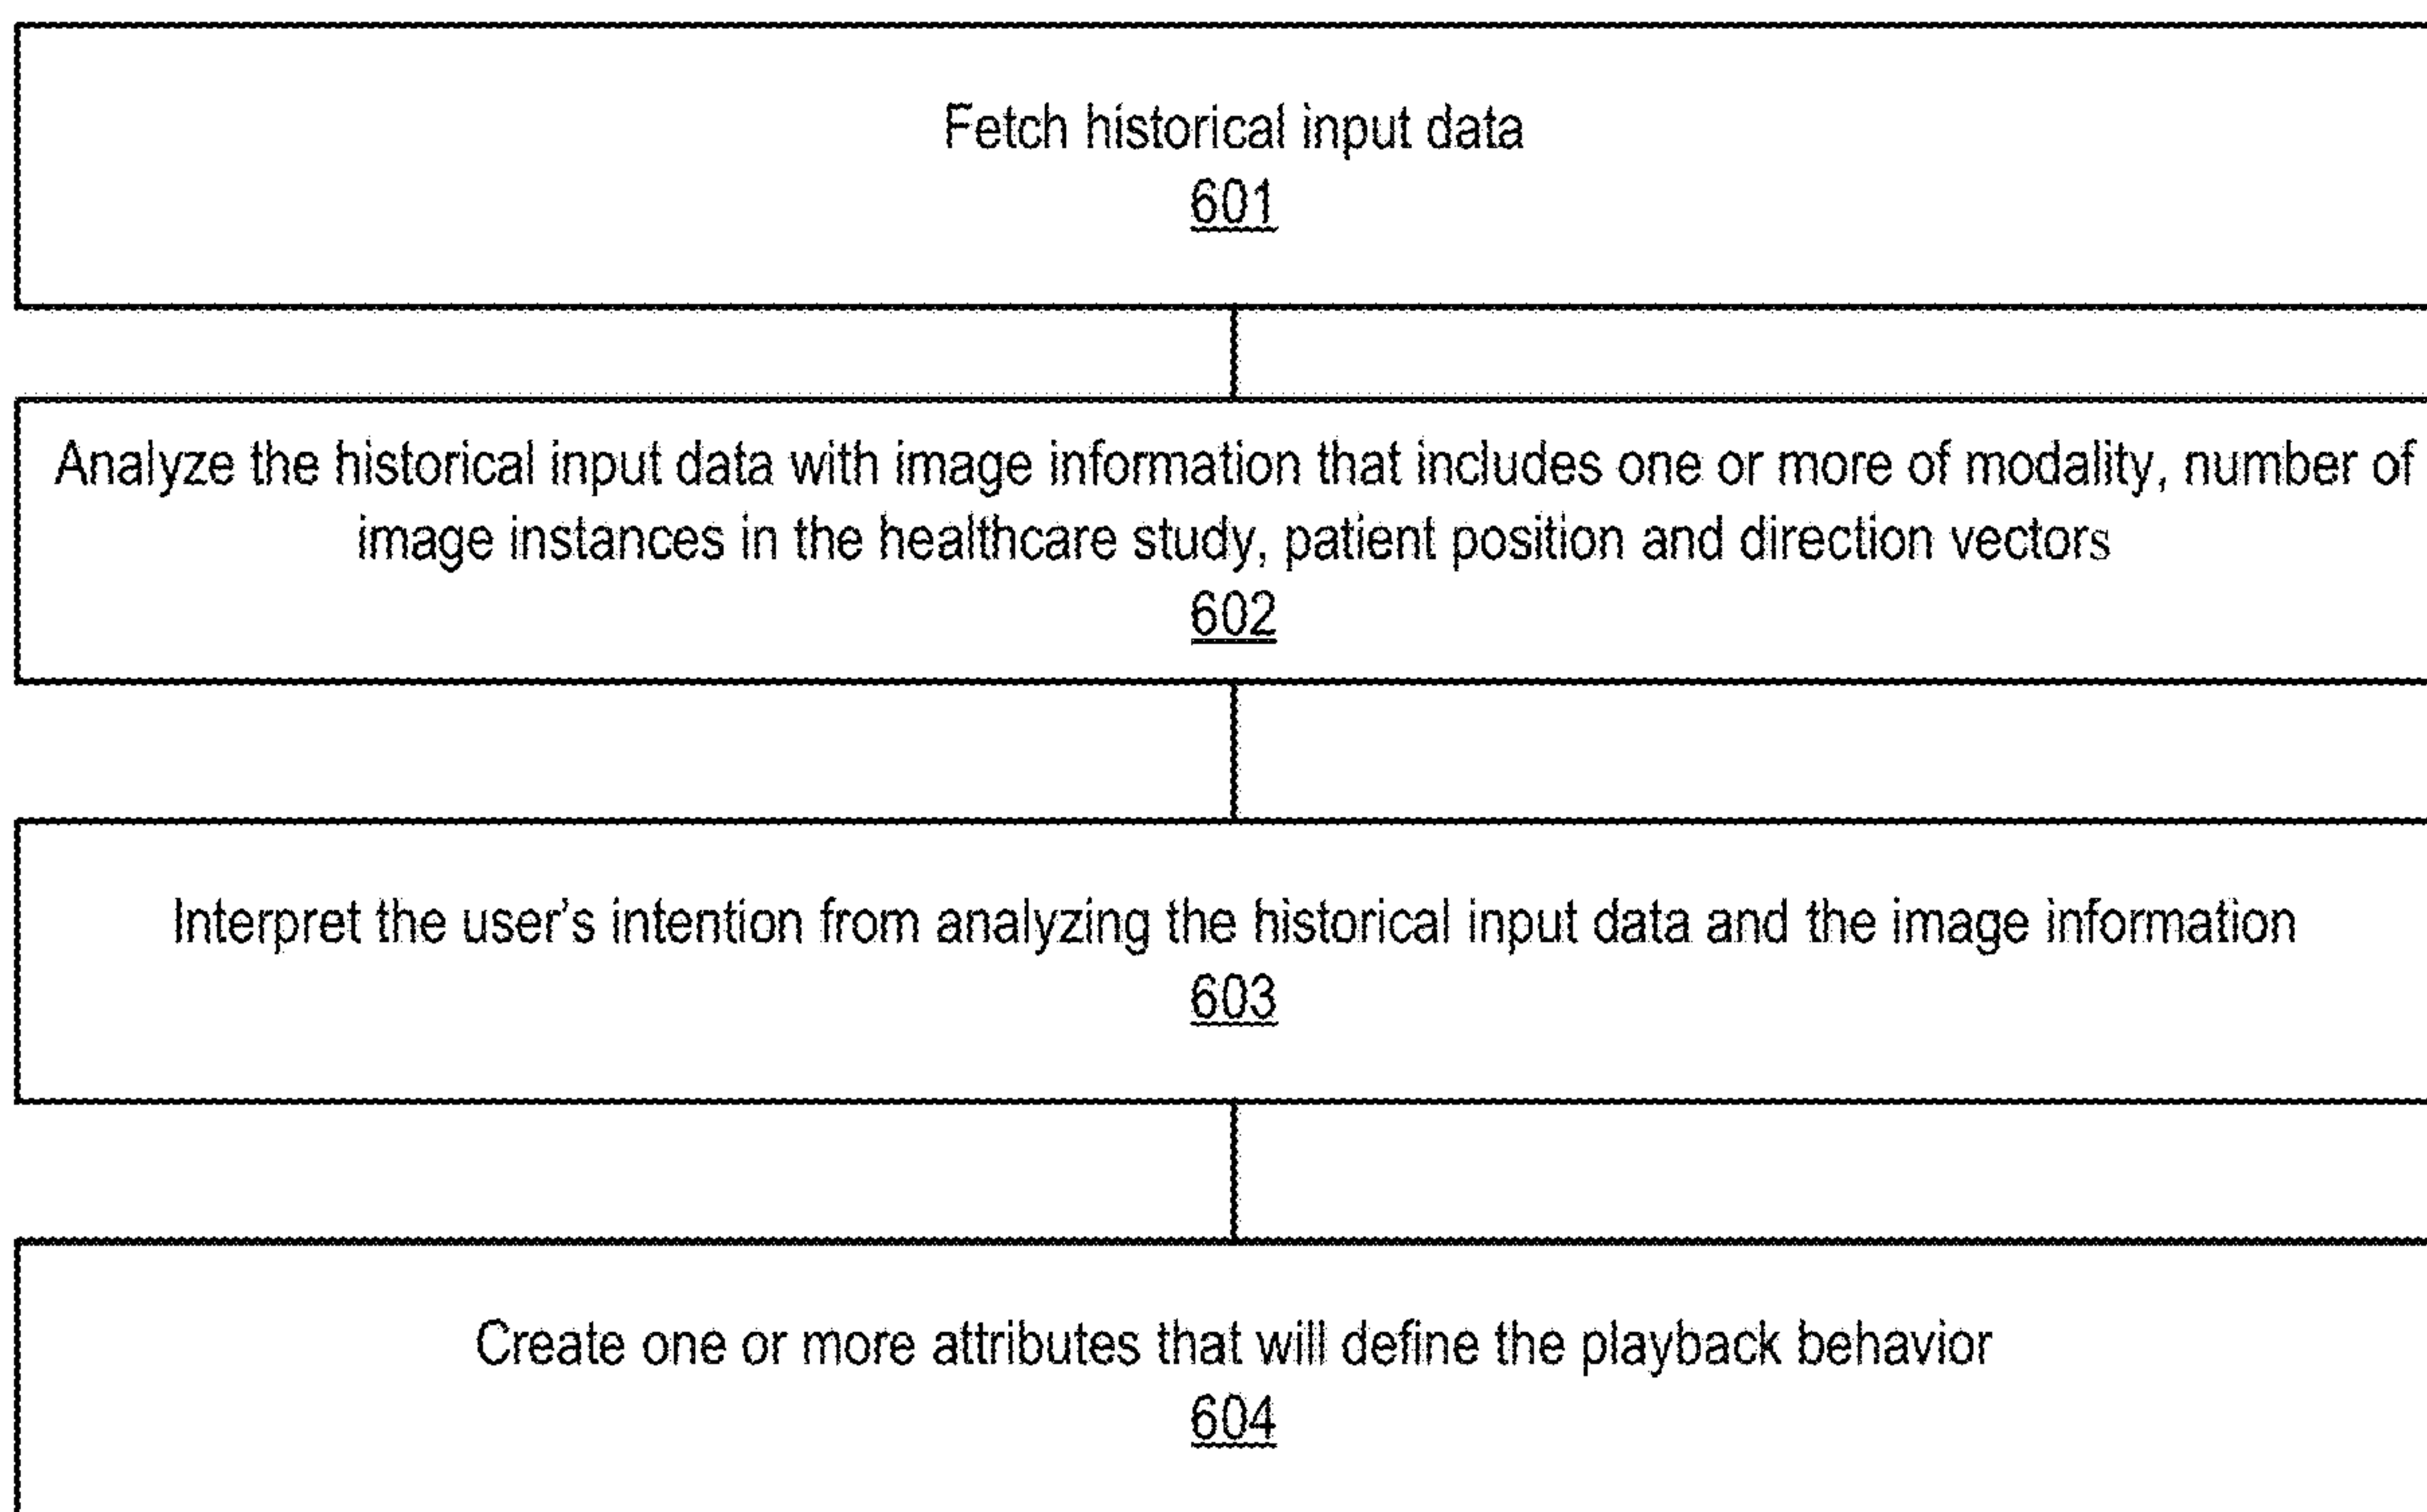 Fetch historical input data
601
Analyze the historical input data with image information that includes one or more of modality, number of
image instances in the healthcare study, patient position and direction vectors
602
Interpret the user's intention from analyzing the historical input data and the image information
603
Create one or more attributes that will define the playback behavior
604